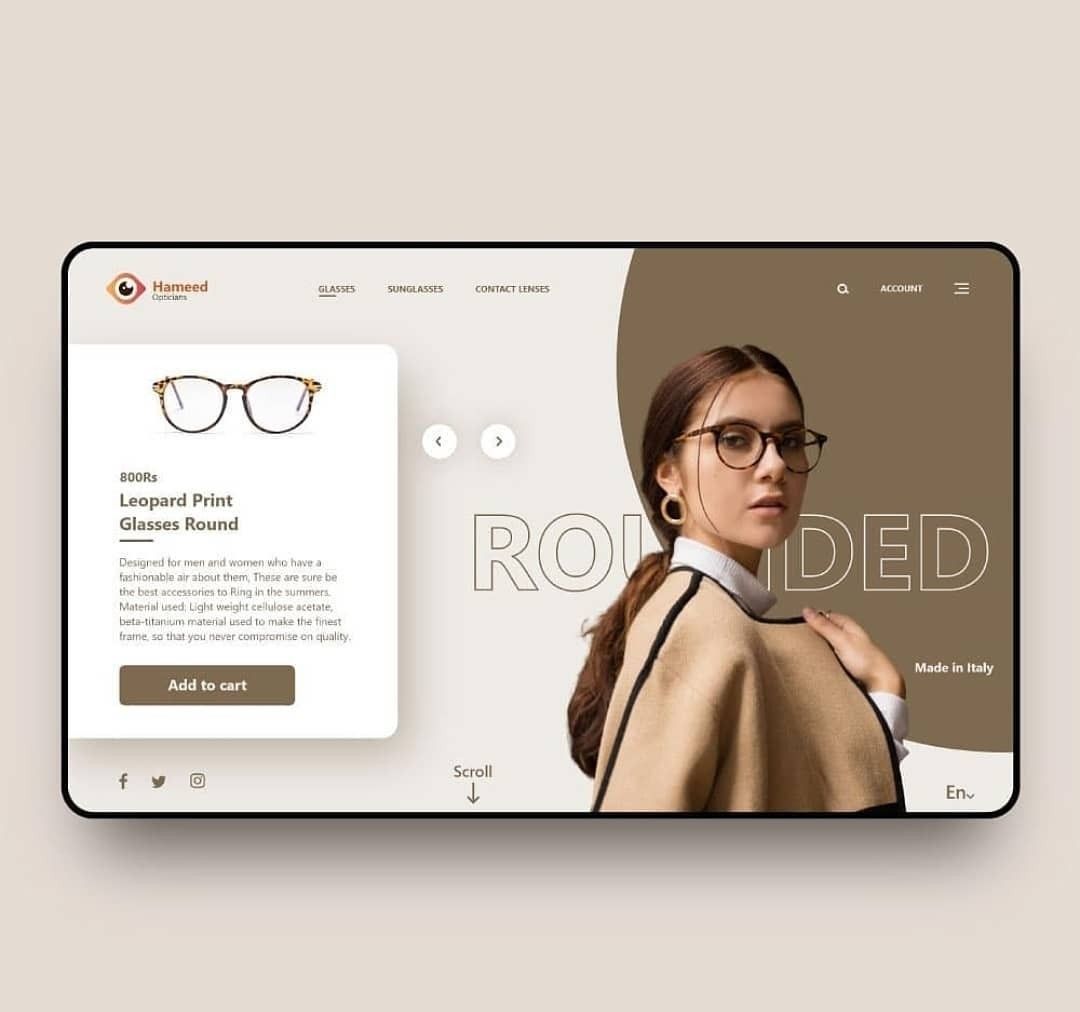 Hameed
Opticians
GLASSES
SUNGLASSES
CONTACT LENSES
ACCOUNT
800Rs
Leopard Print
Glasses Round
Designed for men and women who have a
fashionable air about them, These are sure be
the best accessories to Ring in the summers.
Material used: Light weight cellulose acetate,
beta-titanium material used to make the finest
frame, so that you never compromise on quality.
Add to cart
ROUNDED
Made in Italy
Scroll
En